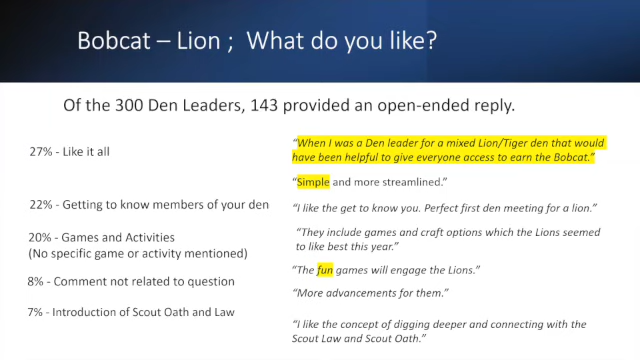 Bobcat – Lion ; What do you like?
Of the 300 Den Leaders, 143 provided an open-ended reply.
27% - Like it all
“When I was a Den leader for a mixed Lion/Tiger den that would
have been helpful to give everyone access to earn the Bobcat.”
“Simple and more streamlined.”
22% - Getting to know members of your den
“I like the get to know you. Perfect first den meeting for a lion.”
20% - Games and Activities
(No specific game or activity mentioned)
“They include games and craft options which the Lions seemed
to like best this year.”
“The fun games will engage the Lions.”
8% - Comment not related to question
“More advancements for them.”
7% - Introduction of Scout Oath and Law
“I like the concept of digging deeper and connecting with the
Scout Law and Scout Oath.”